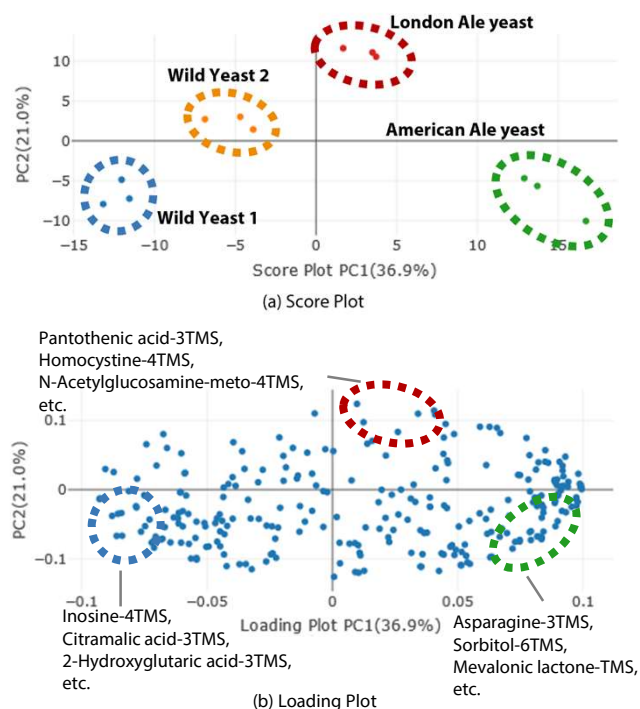 London Ale yeast
10
Wild Yeast 2
5
American Ale yeast
0
PC2(21.0%)
−5
−10
Wild Yeast 1
−15
−10
−5
0
5
10
15
Score Plot PC1(36.9%)
(a) Score Plot
Pantothenic acid-3TMS,
Homocystine-4TMS,
N-Acetylglucosamine-meto-4TMS,
etc.
0.1
0
PC2(21.0%)
−0.1
−0.1
−0.05
0
0.05
0.1
Loading Plot PC1(36.9%)
Inosine-4TMS,
Citramalic acid-3TMS,
2-Hydroxyglutaric acid-3TMS,
etc.
Asparagine-3TMS,
Sorbitol-6TMS,
Mevalonic lactone-TMS,
etc.
(b) Loading Plot